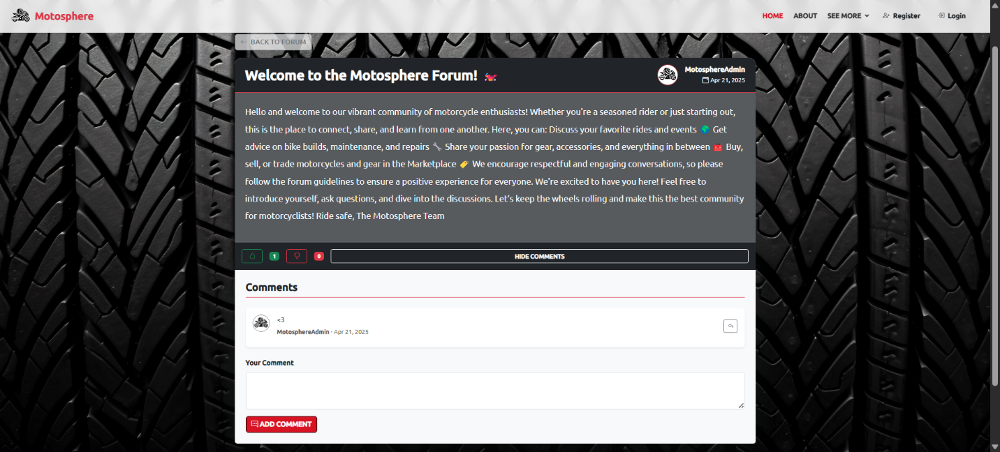 Motosphere
HOME ABOUT SEE MORE Register Login
← BACK TO FORUM
Welcome to the Motosphere Forum!
MotosphereAdmin
Apr 21, 2025
Hello and welcome to our vibrant community of motorcycle enthusiasts! Whether you're a seasoned rider or just starting out,
this is the place to connect, share, and learn from one another. Here, you can: Discuss your favorite rides and events 🌍 Get
advice on bike builds, maintenance, and repairs 🔧 Share your passion for gear, accessories, and everything in between 🧰 Buy,
sell, or trade motorcycles and gear in the Marketplace 🏷️ We encourage respectful and engaging conversations, so please
follow the forum guidelines to ensure a positive experience for everyone. We're excited to have you here! Feel free to
introduce yourself, ask questions, and dive into the discussions. Let’s keep the wheels rolling and make this the best community
for motorcyclists! Ride safe, The Motosphere Team
1 0 HIDE COMMENTS
Comments
<3
MotosphereAdmin · Apr 21, 2025
Your Comment
ADD COMMENT